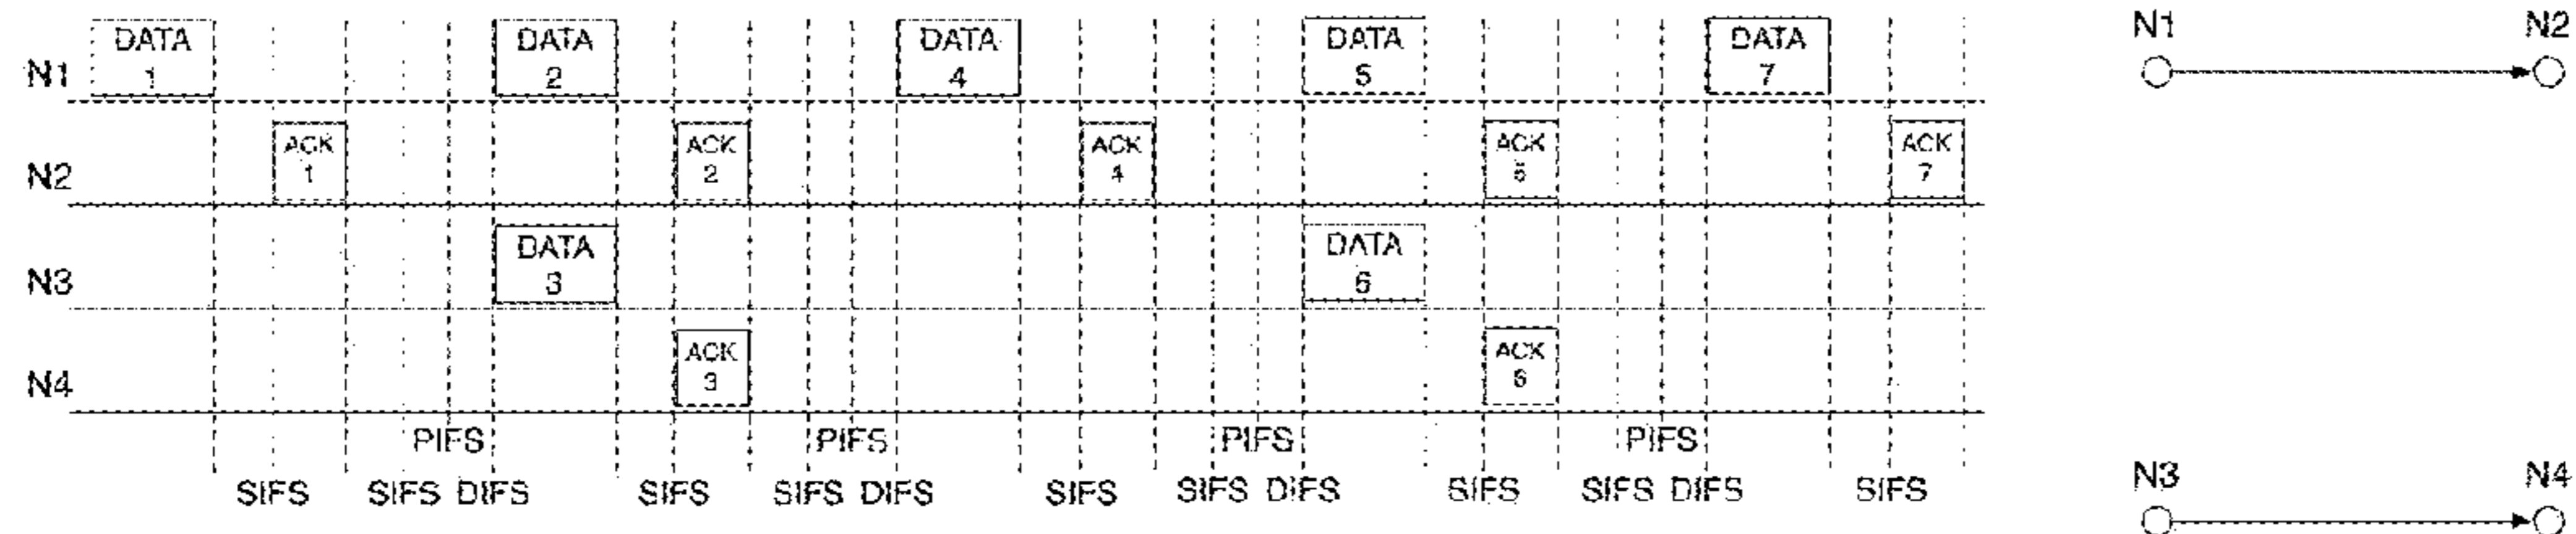 DATA DATA DATA DATA DATA
N1 1 2 4 5 7
N1 N2
ACK ACK ACK ACK ACK
N2 1 2 4 5 7
DATA DATA
N3 3 6
ACK ACK
N4 3 6
PIFS PIFS PIFS PIFS
SIFS SIFS DIFS SIFS SIFS DIFS SIFS SIFS DIFS SIFS SIFS DIFS SIFS
N3 N4